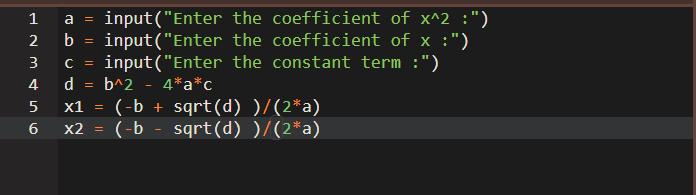 1 a = input("Enter the coefficient of x^2 :")
2 b = input("Enter the coefficient of x :")
3 c = input("Enter the constant term :")
4 d = b^2 - 4*a*c
5 x1 = (-b + sqrt(d) )/(2*a)
6 x2 = (-b - sqrt(d) )/(2*a)